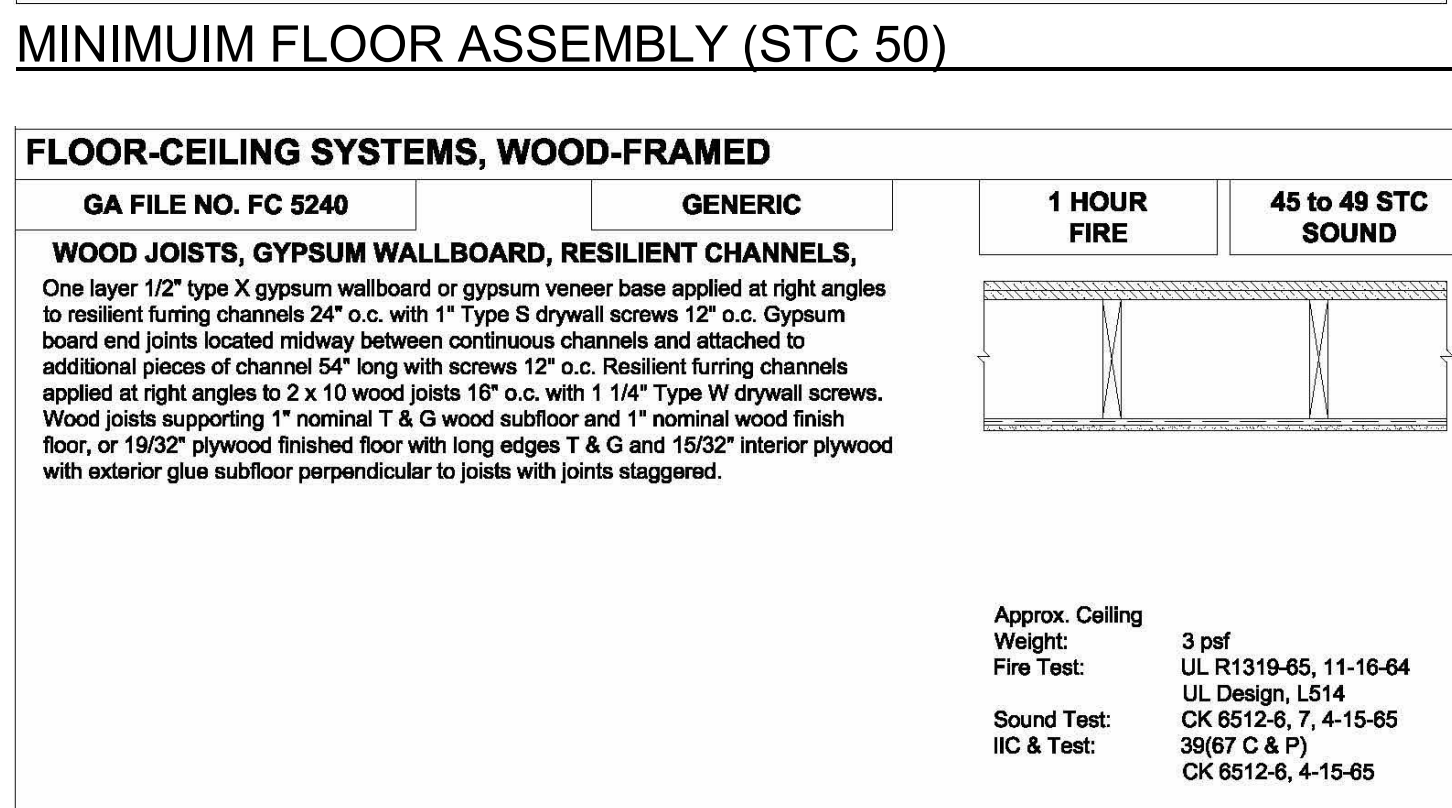 MINIMUIM FLOOR ASSEMBLY (STC 50)
FLOOR-CEILING SYSTEMS, WOOD-FRAMED
GA FILE NO. FC 5240
GENERIC
1 HOUR
FIRE
45 to 49 STC
SOUND
WOOD JOISTS, GYPSUM WALLBOARD, RESILIENT CHANNELS,
One layer 1/2" type X gypsum wallboard or gypsum veneer base applied at right angles
to resilient furring channels 24" o.c. with 1" Type S drywall screws 12" o.c. Gypsum
board end joints located midway between continuous channels and attached to
additional pieces of channel 54" long with screws 12" o.c. Resilient furring channels
applied at right angles to 2 x 10 wood joists 16" o.c. with 1 1/4" Type W drywall screws.
Wood joists supporting 1" nominal T & G wood subfloor and 1" nominal wood finish
floor, or 19/32" plywood finished floor with long edges T & G and 15/32" interior plywood
with exterior glue subfloor perpendicular to joists with joints staggered.
Approx. Ceiling
Weight: 3 psf
Fire Test: UL R1319-65, 11-16-64
UL Design, L514
Sound Test: CK 6512-6, 7, 4-15-65
IIC & Test: 39(67 C & P)
CK 6512-6, 4-15-65